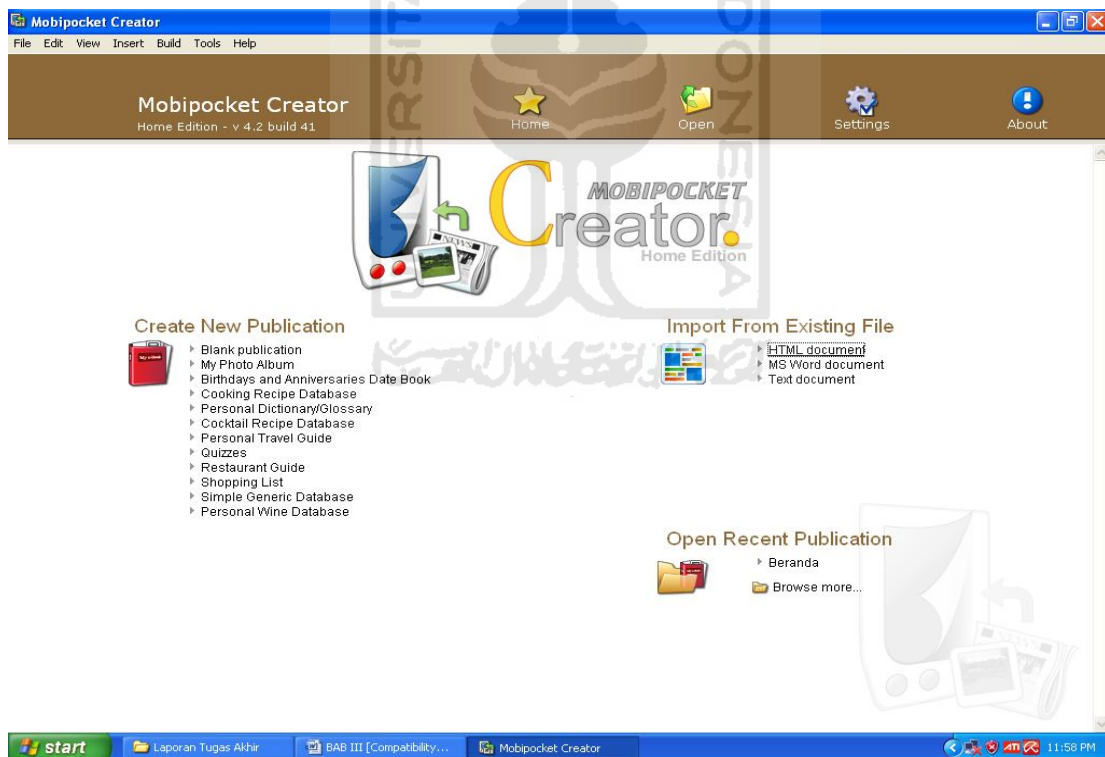 Mobipocket Creator
File Edit View Insert Build Tools Help
Mobipocket Creator
Home Edition - v 4.2 build 41
Home
Open
Settings
About
MOBIPOCKET
Creator.
Home Edition
NEWS
Create New Publication
Blank publication
My Photo Album
Birthdays and Anniversaries Date Book
Cooking Recipe Database
Personal Dictionary/Glossary
Cocktail Recipe Database
Personal Travel Guide
Quizzes
Restaurant Guide
Shopping List
Simple Generic Database
Personal Wine Database
Import From Existing File
HTML document
MS Word document
Text document
Open Recent Publication
Beranda
Browse more...
start
Laporan Tugas Akhir
BAB III [Compatibility...
Mobipocket Creator
ATI
11:58 PM